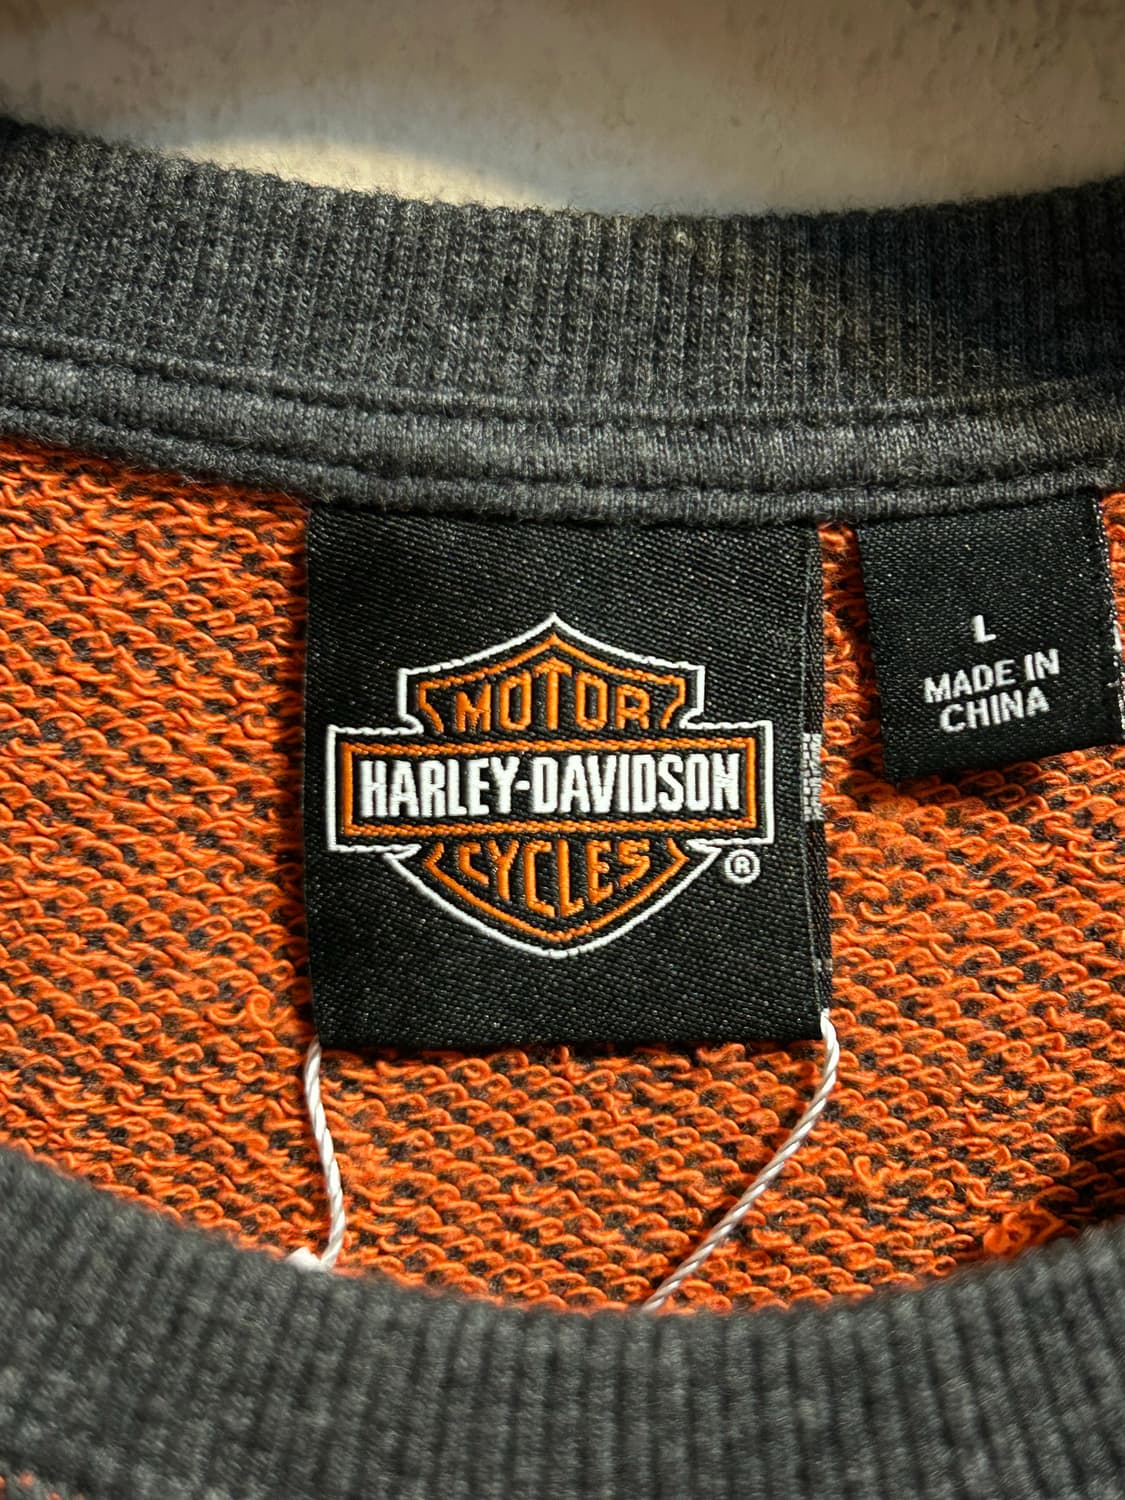 MOTOR
HARLEY-DAVIDSON
CYCLES
®
L
MADE IN
CHINA